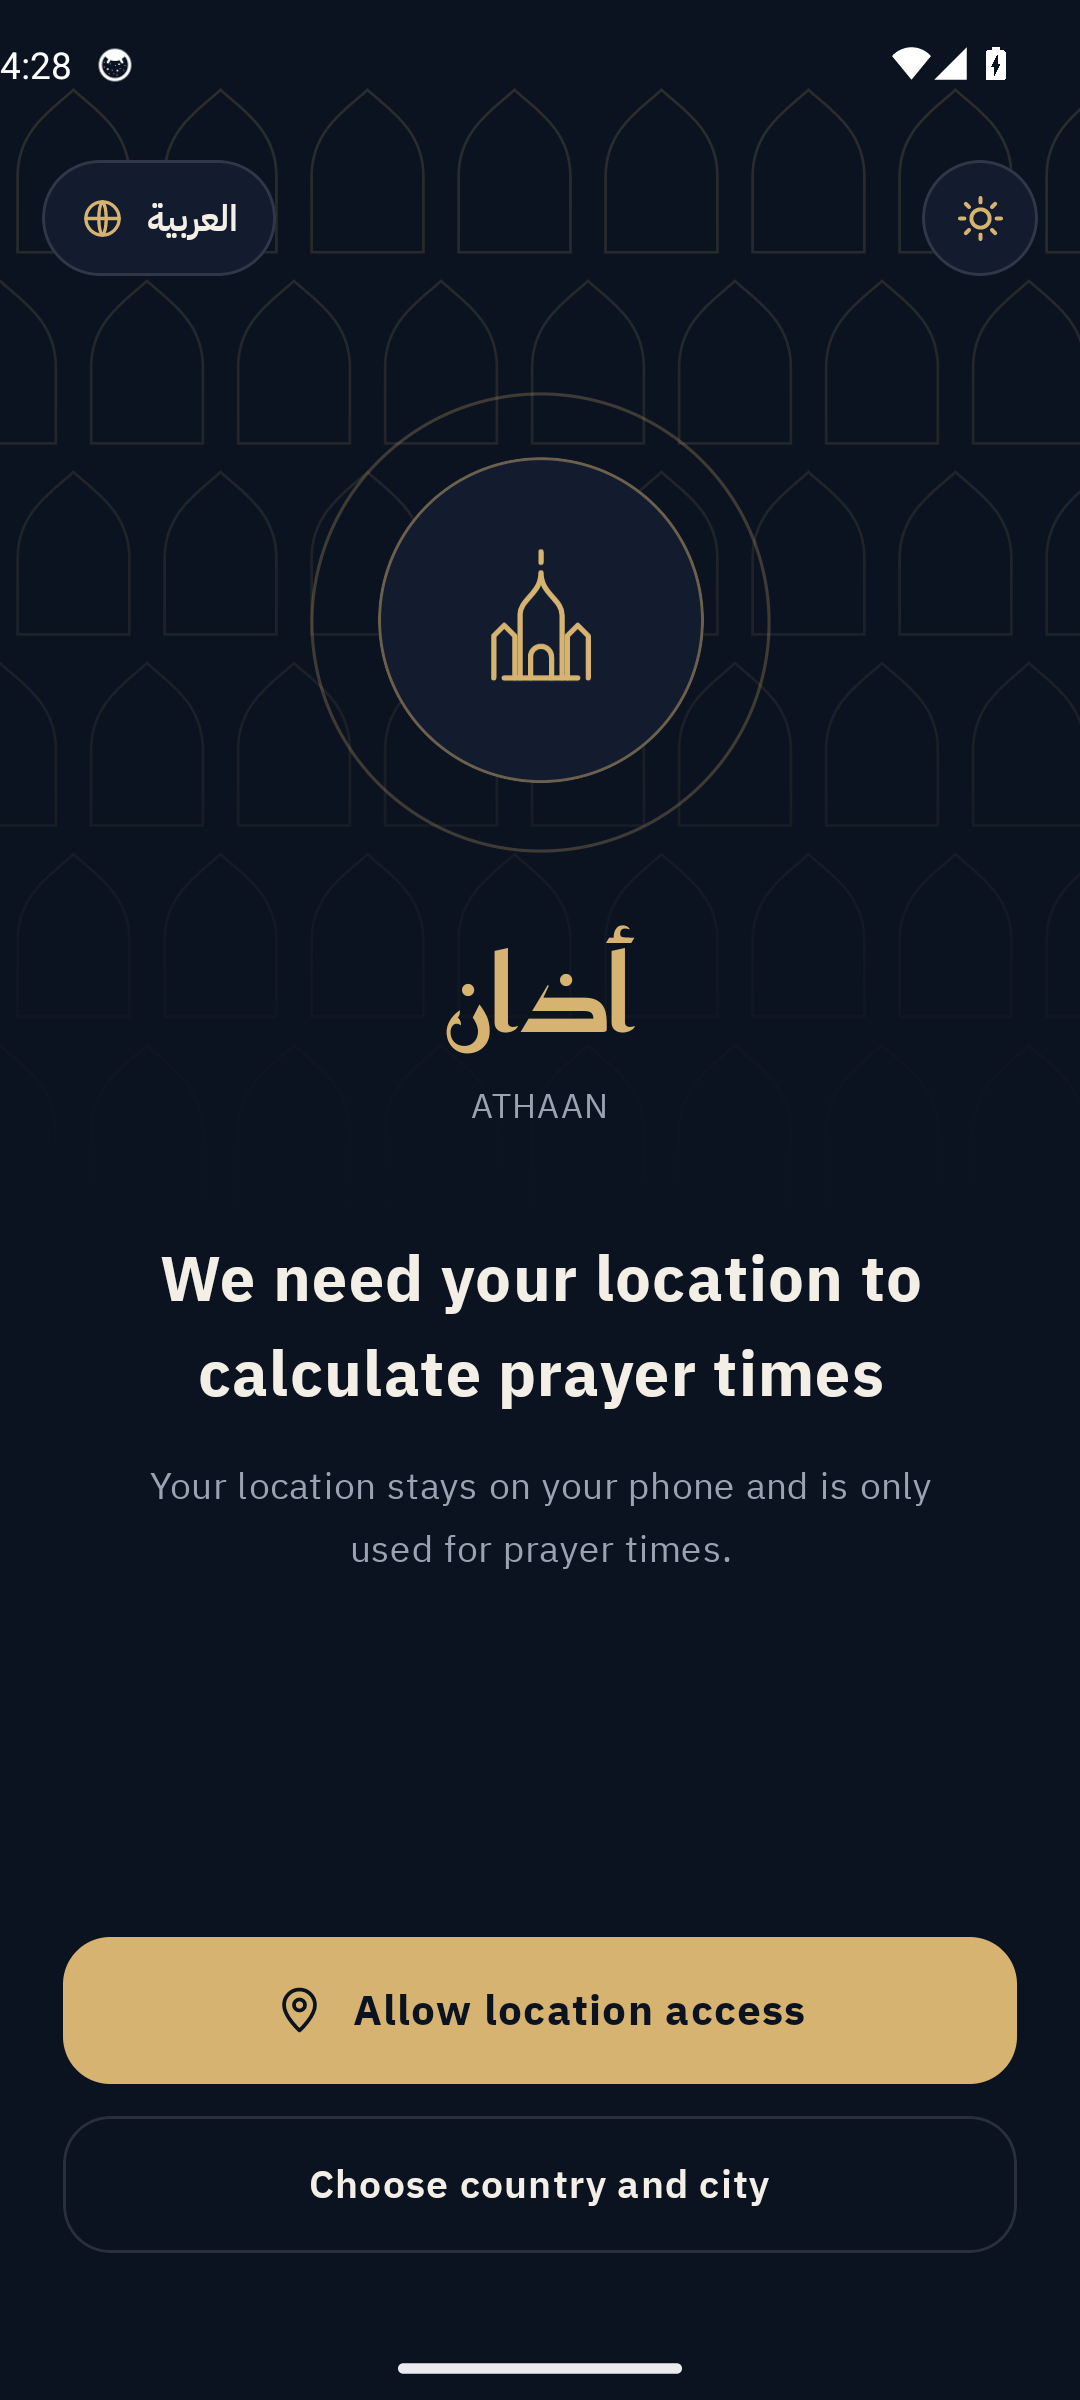 4:28
العربية
أذان
ATHAAN
We need your location to
calculate prayer times
Your location stays on your phone and is only
used for prayer times.
Allow location access
Choose country and city